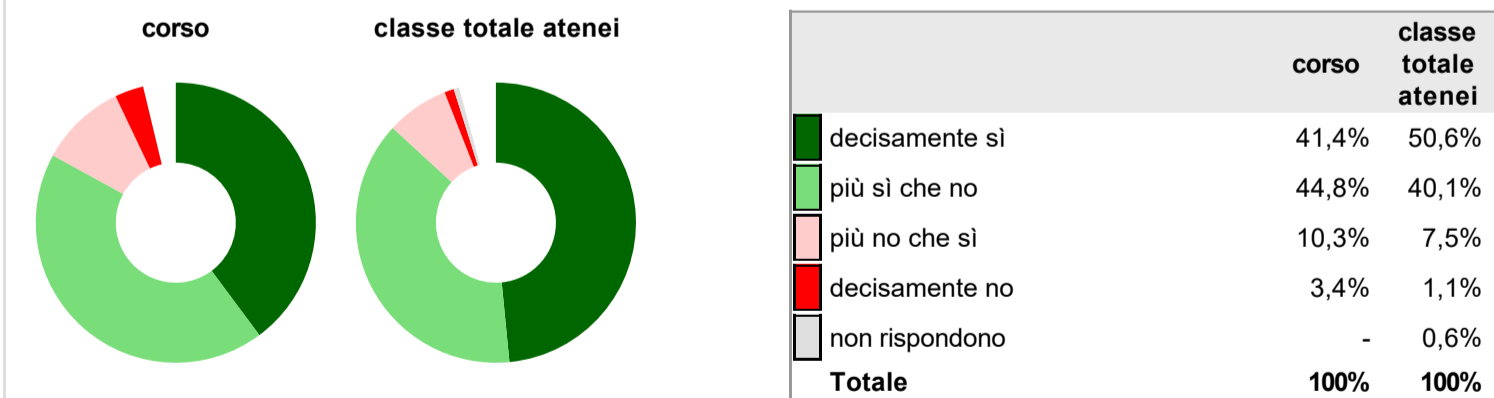 corso
classe totale atenei
corso
classe
totale
atenei
decisamente sì 41,4% 50,6%
più sì che no 44,8% 40,1%
più no che sì 10,3% 7,5%
decisamente no 3,4% 1,1%
non rispondono - 0,6%
Totale 100% 100%